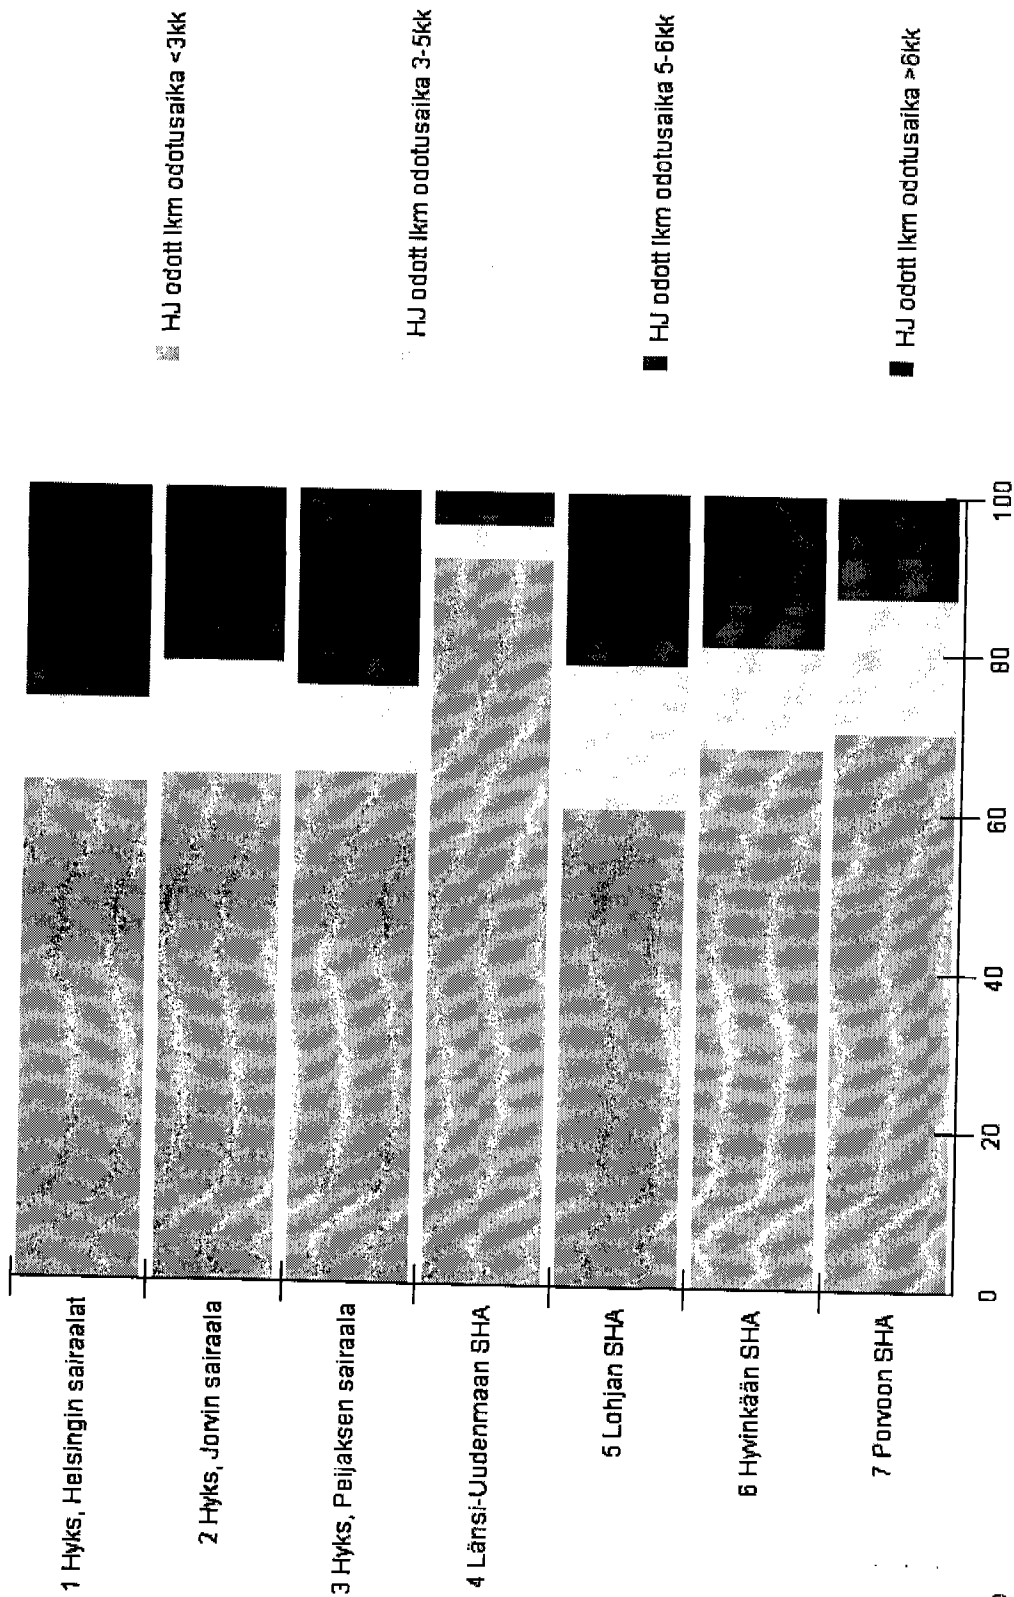 1 Hyks, Helsingin sairaalat
2 Hyks, Jorvin sairaala
3 Hyks, Peijaksen sairaala
4 Länsi-Uudenmaan SHA
5 Lohjan SHA
6 Hyvinkään SHA
7 Porvoon SHA
0
20
40
60
80
100
HJ odott lkm odotusaika <3kk
HJ odott lkm odotusaika 3-5kk
HJ odott lkm odotusaika 5-6kk
HJ odott lkm odotusaika >6kk